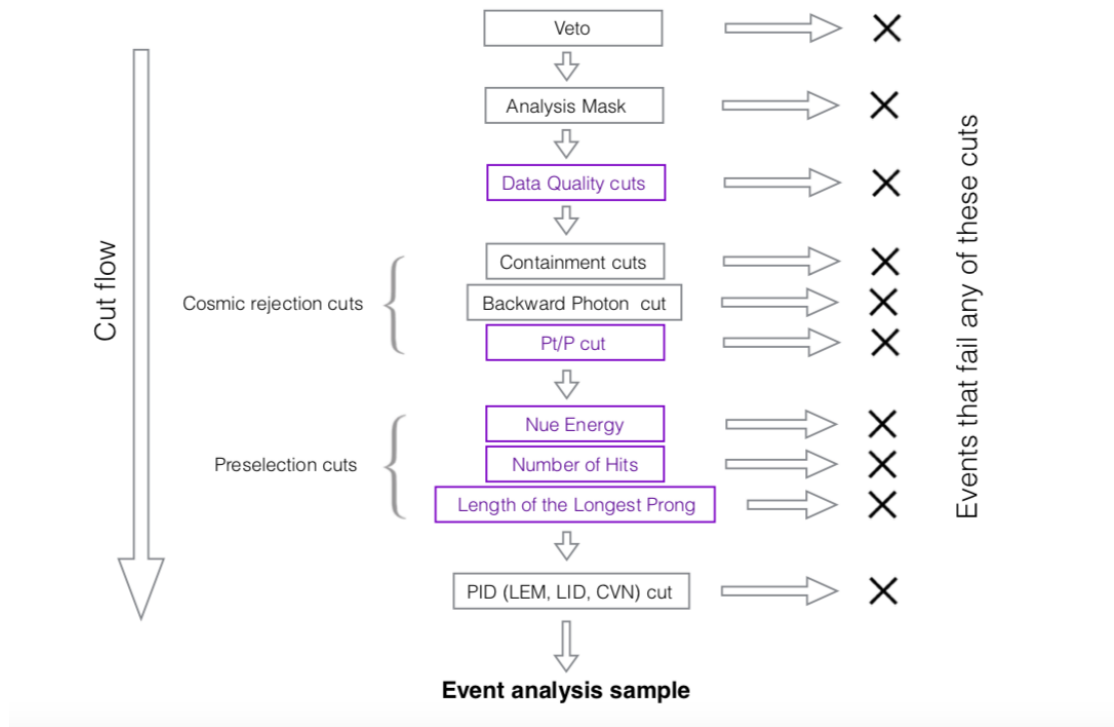 Veto
Analysis Mask
Data Quality cuts
Cut flow
Cosmic rejection cuts
Containment cuts
Backward Photon cut
Pt/P cut
Preselection cuts
Nue Energy
Number of Hits
Length of the Longest Prong
PID (LEM, LID, CVN) cut
Event analysis sample
Events that fail any of these cuts